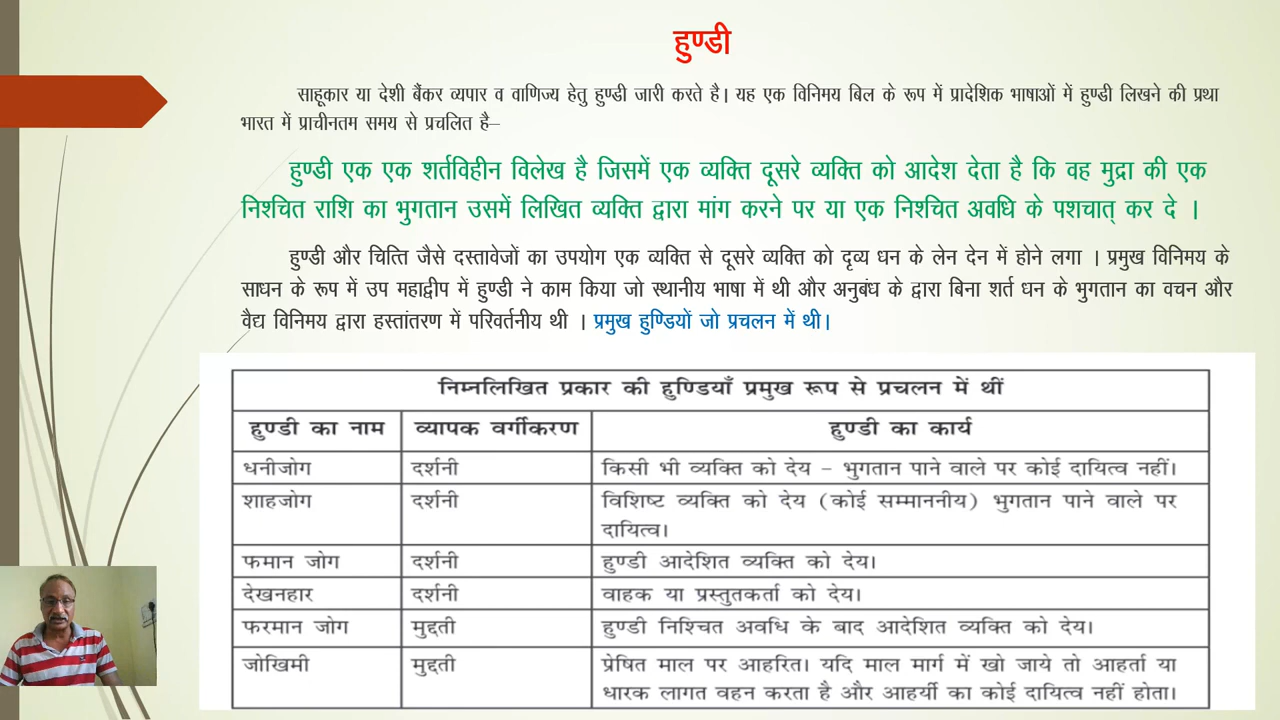 हुण्डी
साहूकार या देशी बैंकर व्यपार व वाणिज्य हेतु हुण्डी जारी करते है। यह एक विनिमय बिल के रूप में प्रादेशिक भाषाओं में हुण्डी लिखने की प्रथा
भारत में प्राचीनतम समय से प्रचलित है–
हुण्डी एक एक शर्तविहीन विलेख है जिसमें एक व्यक्ति दूसरे व्यक्ति को आदेश देता है कि वह मुद्रा की एक
निश्चित राशि का भुगतान उसमें लिखित व्यक्ति द्वारा मांग करने पर या एक निश्चित अवधि के पशचात् कर दे ।
हुण्डी और चित्ति जैसे दस्तावेजों का उपयोग एक व्यक्ति से दूसरे व्यक्ति को दृव्य धन के लेन देन में होने लगा । प्रमुख विनिमय के
साधन के रूप में उप महाद्वीप में हुण्डी ने काम किया जो स्थानीय भाषा में थी और अनुबंध के द्वारा बिना शर्त धन के भुगतान का वचन और
वैद्य विनिमय द्वारा हस्तांतरण में परिवर्तनीय थी । प्रमुख हुण्डियों जो प्रचलन में थी।
निम्नलिखित प्रकार की हुण्डियाँ प्रमुख रूप से प्रचलन में थीं
हुण्डी का नाम व्यापक वर्गीकरण हुण्डी का कार्य
धनीजोग दर्शनी किसी भी व्यक्ति को देय – भुगतान पाने वाले पर कोई दायित्व नहीं।
शाहजोग दर्शनी विशिष्ट व्यक्ति को देय (कोई सम्माननीय) भुगतान पाने वाले पर
दायित्व।
फमान जोग दर्शनी हुण्डी आदेशित व्यक्ति को देय।
देखनहार दर्शनी वाहक या प्रस्तुतकर्ता को देय।
फरमान जोग मुद्दती हुण्डी निश्चित अवधि के बाद आदेशित व्यक्ति को देय।
जोखिमी मुद्दती प्रेषित माल पर आहरित। यदि माल मार्ग में खो जाये तो आहर्ता या
धारक लागत वहन करता है और आहर्यी का कोई दायित्व नहीं होता।